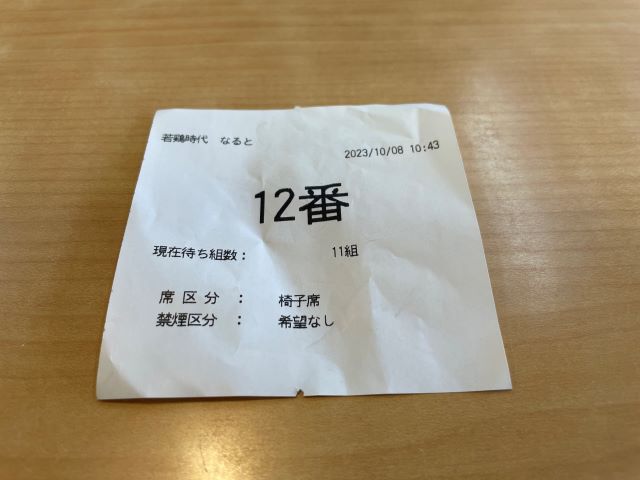 若鶏時代 なると
2023/10/08 10:43
12番
現在待ち組数: 11組
席区分 : 椅子席
禁煙区分 : 希望なし